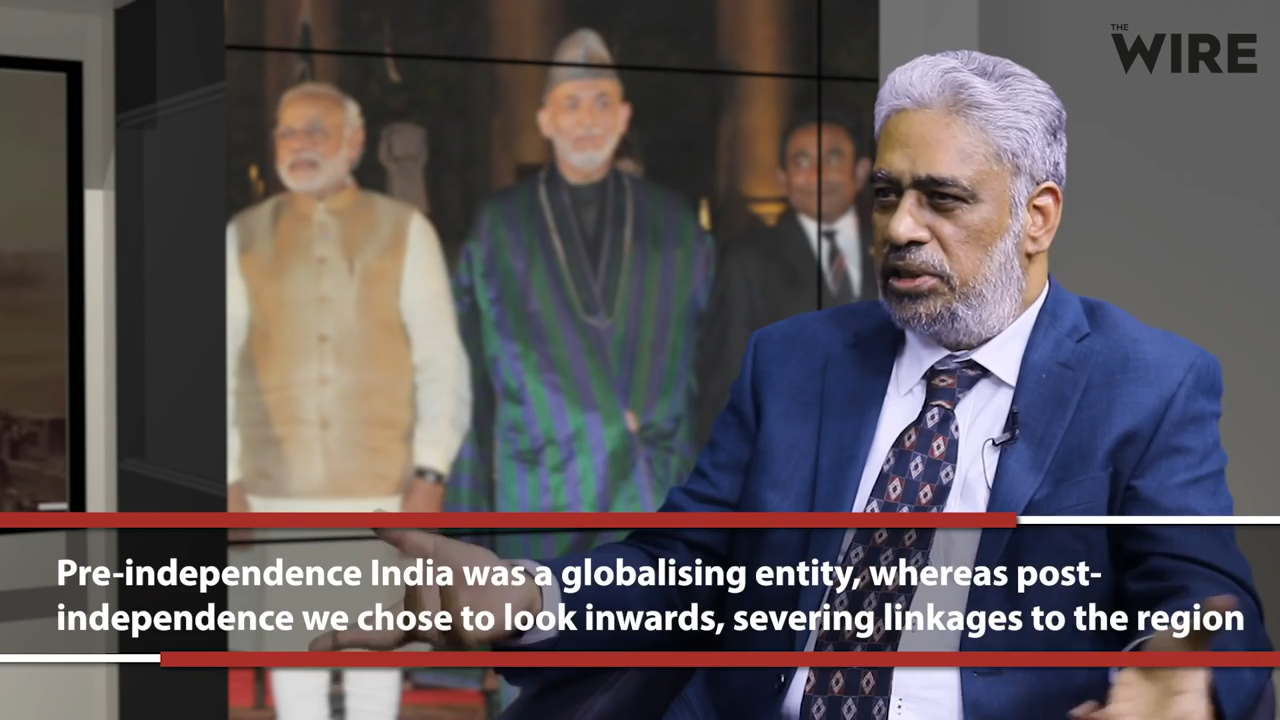 THE
WIRE
Pre-independence India was a globalising entity, whereas post-
independence we chose to look inwards, severing linkages to the region